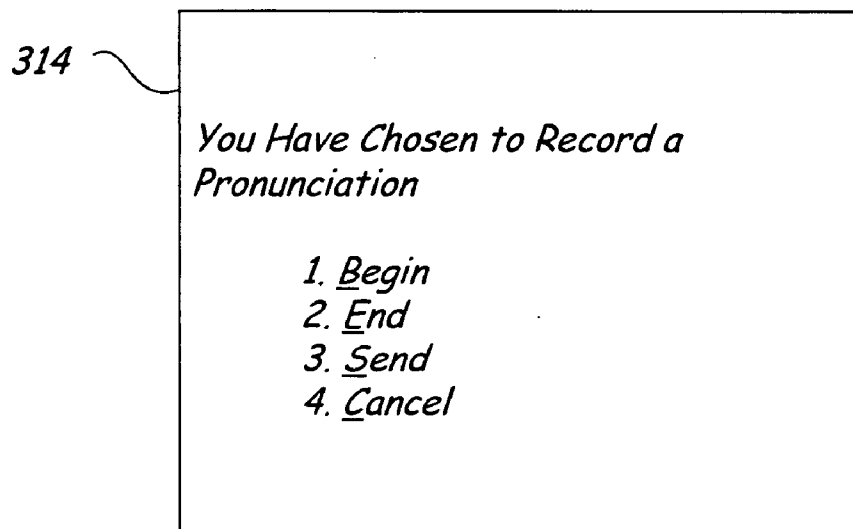 314
You Have Chosen to Record a
Pronunciation
1. Begin
2. End
3. Send
4. Cancel